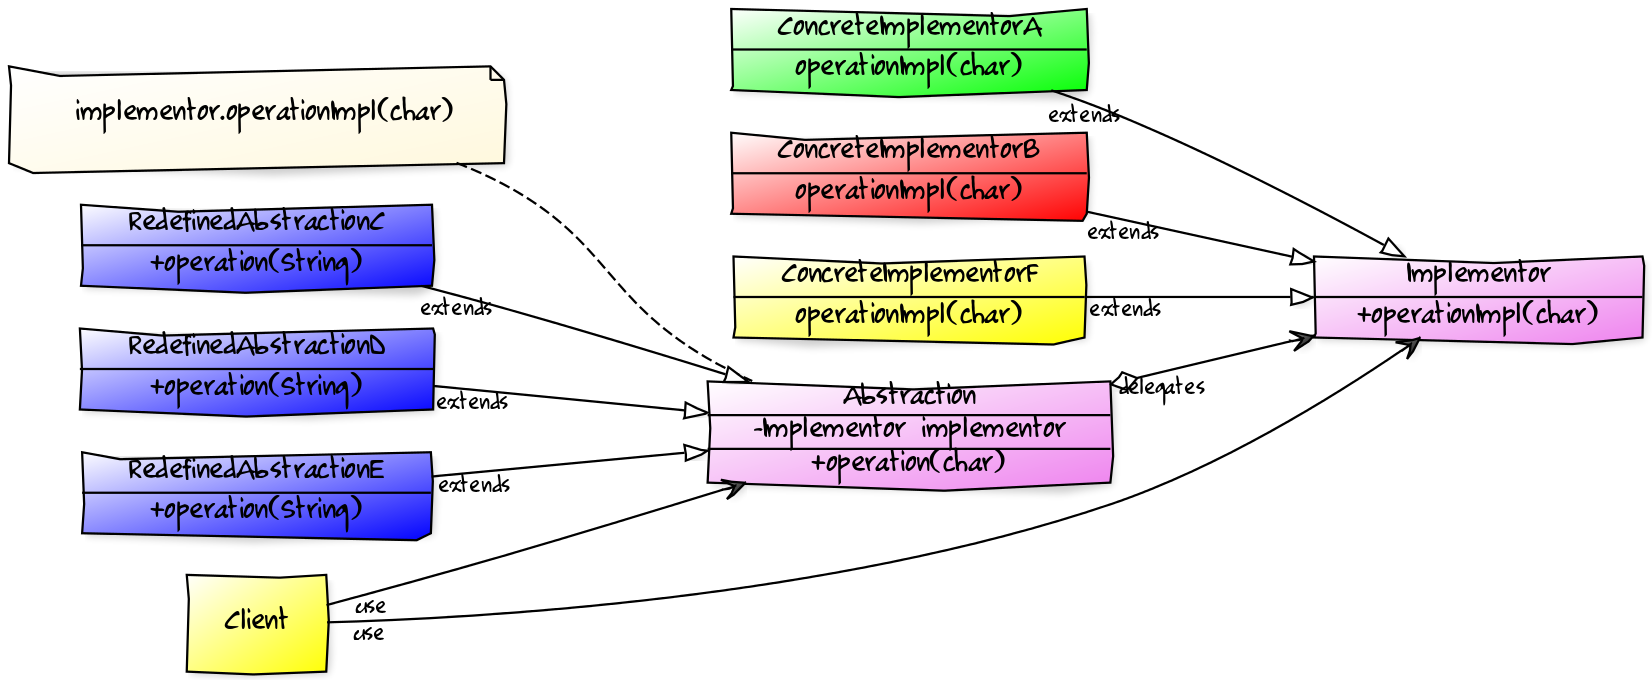 ConcreteImplementorA
operationImpl(char)
extends
implementor.operationImpl(char)
ConcreteImplementorB
operationImpl(char)
extends
RedefinedAbstractionC
+operation(String)
extends
ConcreteImplementorF
operationImpl(char)
extends
Implementor
+operationImpl(char)
RedefinedAbstractionD
+operation(String)
extends
Abstraction
-Implementor implementor
+operation(char)
delegates
RedefinedAbstractionE
+operation(String)
extends
Client
use
use